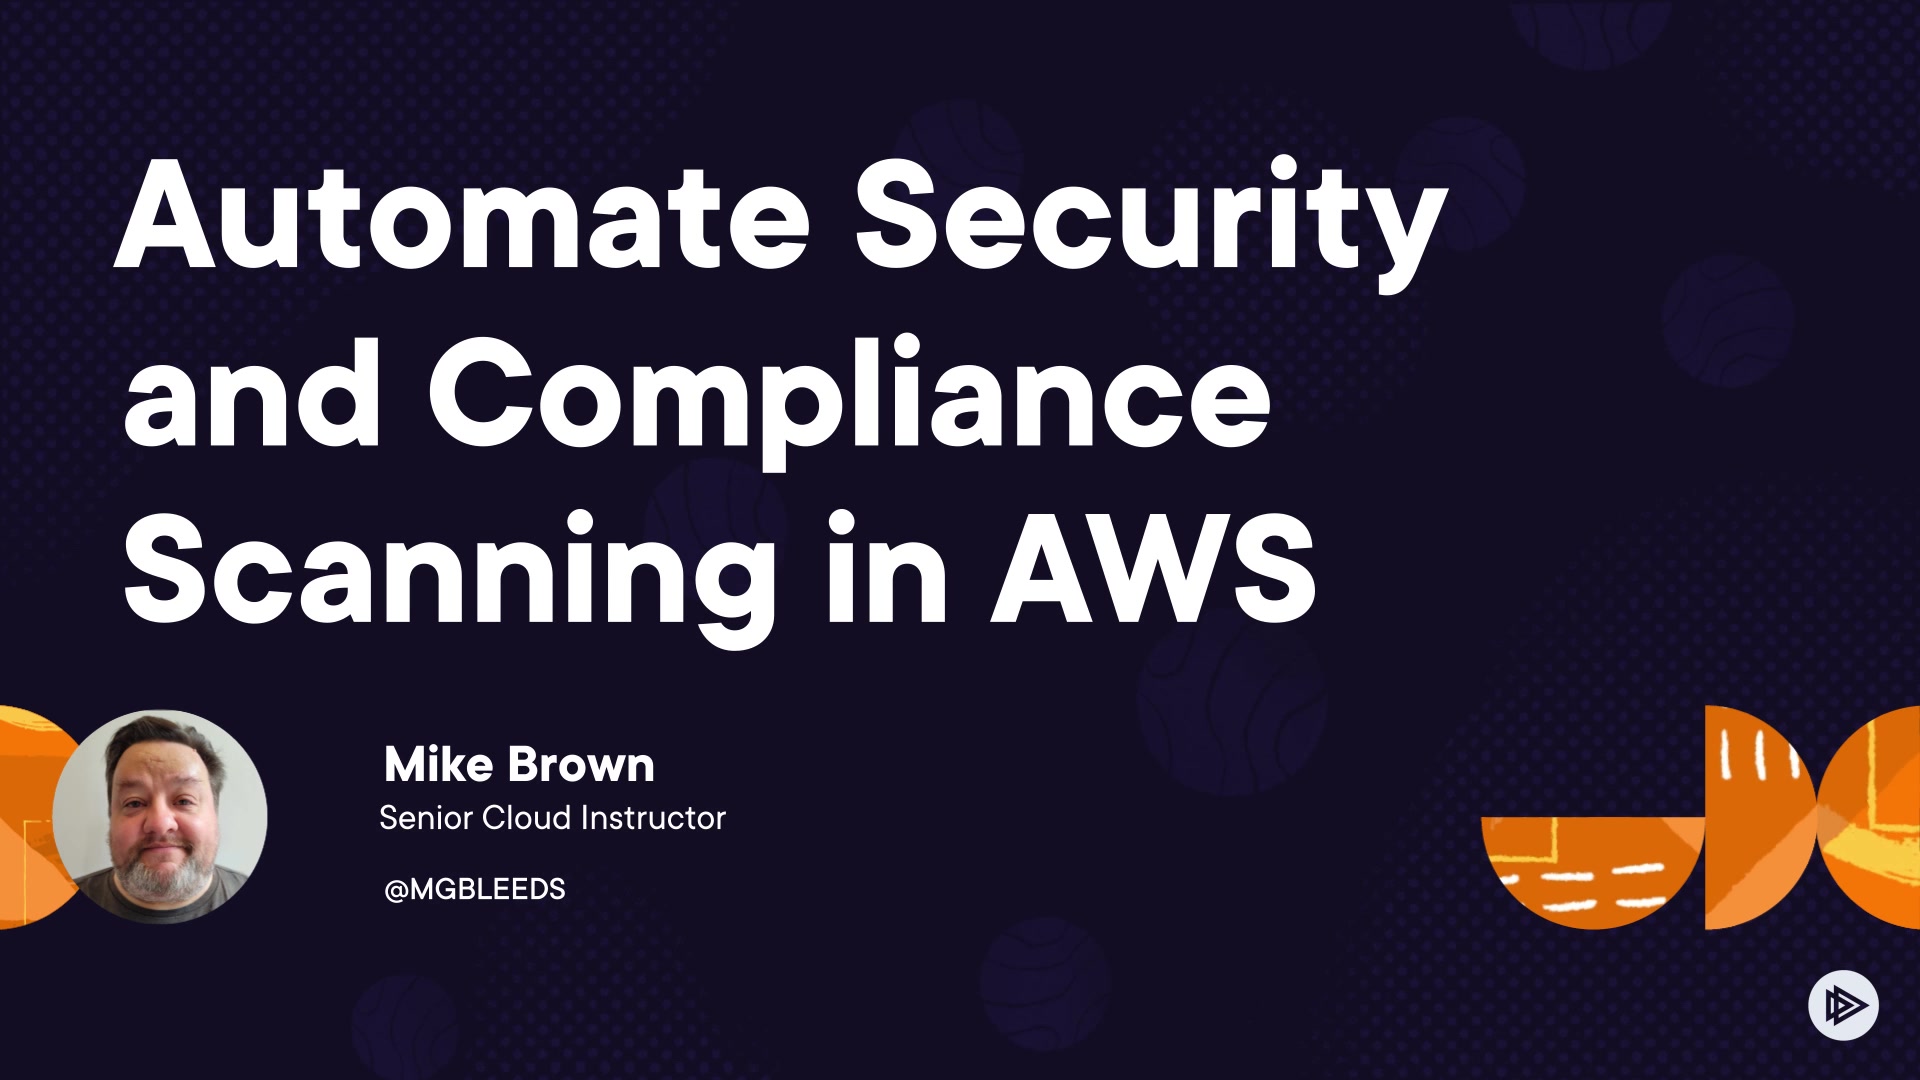 Automate Security
and Compliance
Scanning in AWS
Mike Brown
Senior Cloud Instructor
@MGBLEEDS